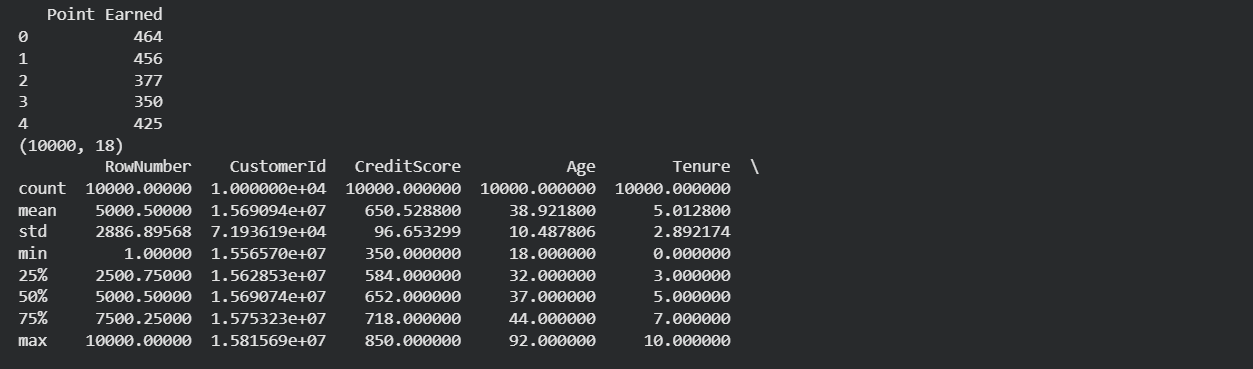 Point Earned
0 464
1 456
2 377
3 350
4 425
(10000, 18)
RowNumber CustomerId CreditScore Age Tenure \
count 10000.00000 1.000000e+04 10000.000000 10000.000000 10000.000000
mean 5000.50000 1.569094e+07 650.528800 38.921800 5.012800
std 2886.89568 7.193619e+04 96.653299 10.487806 2.892174
min 1.00000 1.556570e+07 350.000000 18.000000 0.000000
25% 2500.75000 1.562853e+07 584.000000 32.000000 3.000000
50% 5000.50000 1.569074e+07 652.000000 37.000000 5.000000
75% 7500.25000 1.575323e+07 718.000000 44.000000 7.000000
max 10000.00000 1.581569e+07 850.000000 92.000000 10.000000